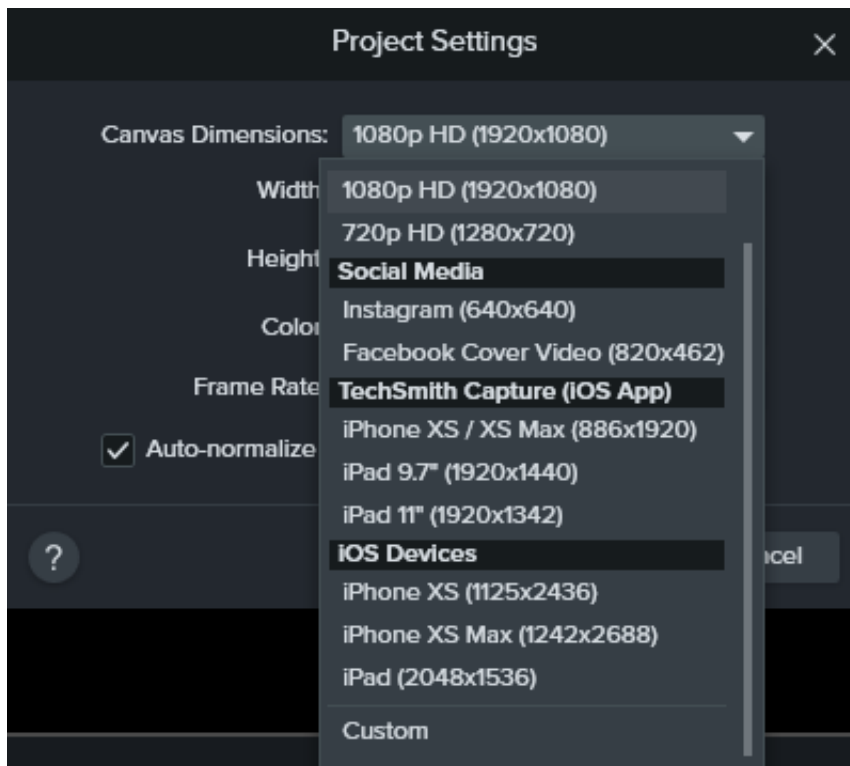 Project Settings
Canvas Dimensions: 1080p HD (1920x1080)
Width
Height
Color
Frame Rate
Auto-normalize
1080p HD (1920x1080)
720p HD (1280x720)
Social Media
Instagram (640x640)
Facebook Cover Video (820x462)
TechSmith Capture (iOS App)
iPhone XS / XS Max (886x1920)
iPad 9.7" (1920x1440)
iPad 11" (1920x1342)
iOS Devices
iPhone XS (1125x2436)
iPhone XS Max (1242x2688)
iPad (2048x1536)
Custom
?
ncel